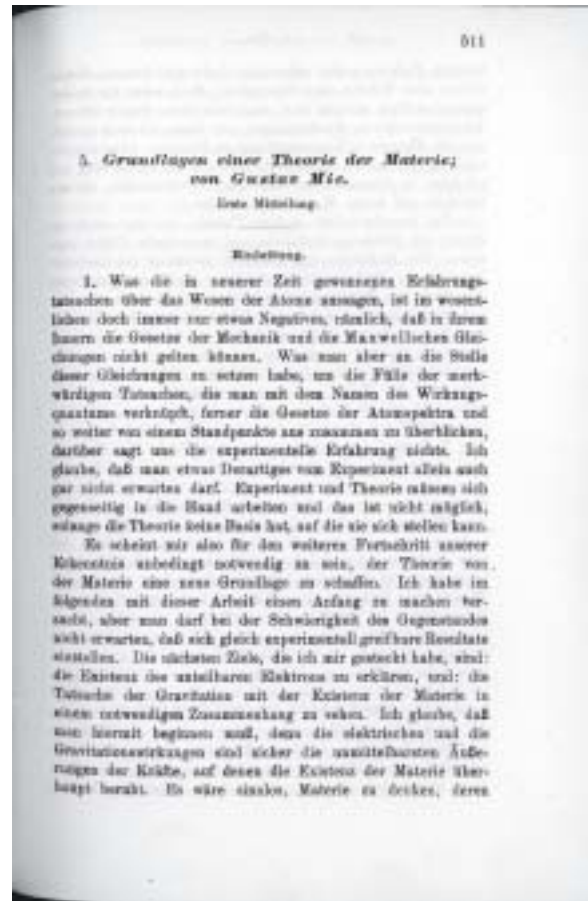 511
5. Grundlagen einer Theorie der Materie;
von Gustav Mie.
Erste Mitteilung.
Einleitung.
1. Was die in neuerer Zeit gewonnenen Erfahrungs-
tatsachen über das Wesen der Atome aussagen, ist im wesent-
lichen doch immer nur etwas Negatives, nämlich, daß in ihrem
Innern die Gesetze der Mechanik und die Maxwellschen Glei-
chungen nicht gelten können. Was man aber an die Stelle
dieser Gleichungen zu setzen habe, um die Fülle der merk-
würdigen Tatsachen, die man mit dem Namen des Wirkungs-
quantums verknüpft, ferner die Gesetze der Atomspektra und
so weiter von einem Standpunkte aus zusammen zu überblicken,
darüber sagt uns die experimentelle Erfahrung nichts. Ich
glaube, daß man etwas Derartiges vom Experiment allein auch
gar nicht erwarten darf. Experiment und Theorie müssen sich
gegenseitig in die Hand arbeiten und das ist nicht möglich,
solange die Theorie keine Basis hat, auf die sie sich stellen kann.
Es scheint mir also für den weiteren Fortschritt unserer
Erkenntnis unbedingt notwendig zu sein, der Theorie von
der Materie eine neue Grundlage zu schaffen. Ich habe im
folgenden mit dieser Arbeit einen Anfang zu machen ver-
sucht, aber man darf bei der Schwierigkeit des Gegenstandes
nicht erwarten, daß sich gleich experimentell greifbare Resultate
einstellen. Die nächsten Ziele, die ich mir gesteckt habe, sind:
die Existenz des unteilbaren Elektrons zu erklären, und: die
Tatsache der Gravitation mit der Existenz der Materie in
einem notwendigen Zusammenhang zu sehen. Ich glaube, daß
man hiermit beginnen muß, denn die elektrischen und die
Gravitationswirkungen sind sicher die unmittelbarsten Äuße-
rungen der Kräfte, auf denen die Existenz der Materie über-
haupt beruht. Es wäre sinnlos, Materie zu denken, deren